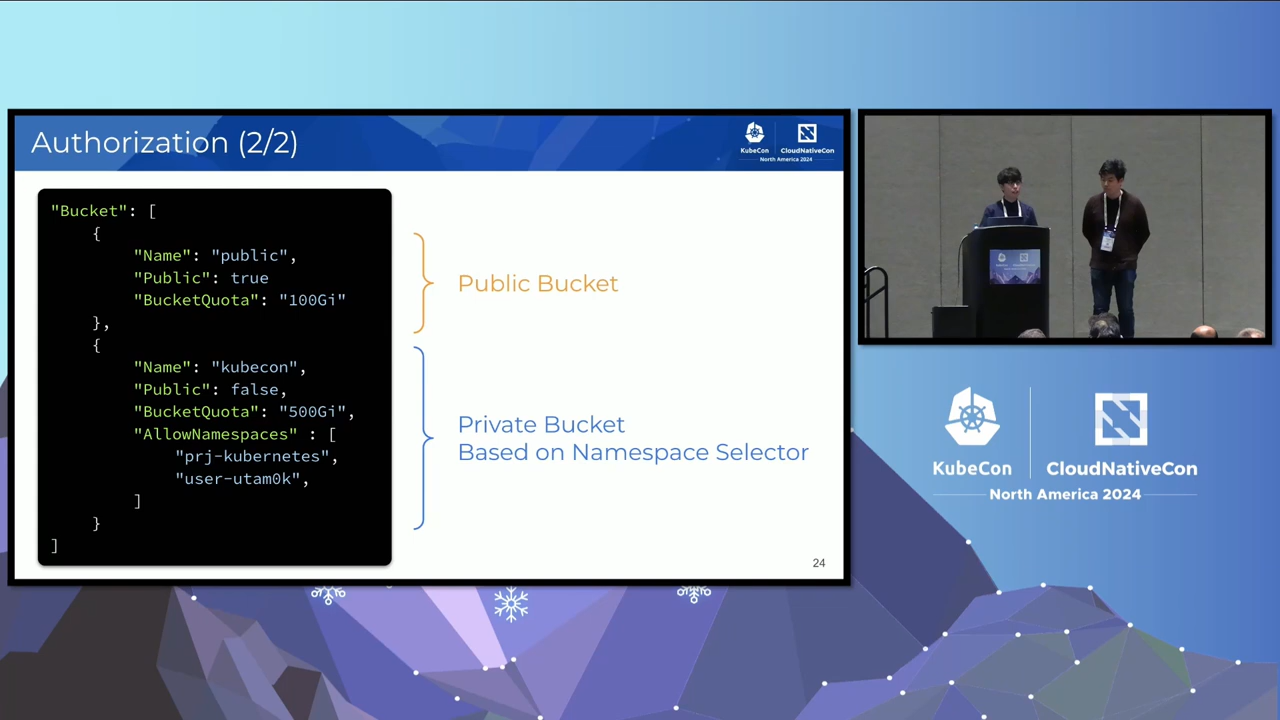 Authorization (2/2)
KubeCon
CloudNativeCon
North America 2024
"Bucket": [
{
"Name": "public",
"Public": true
"BucketQuota": "100Gi"
},
{
"Name": "kubecon",
"Public": false,
"BucketQuota": "500Gi",
"AllowNamespaces" : [
"prj-kubernetes",
"user-utam0k",
]
}
]
Public Bucket
Private Bucket
Based on Namespace Selector
24
KubeCon
CloudNativeCon
North America 2024